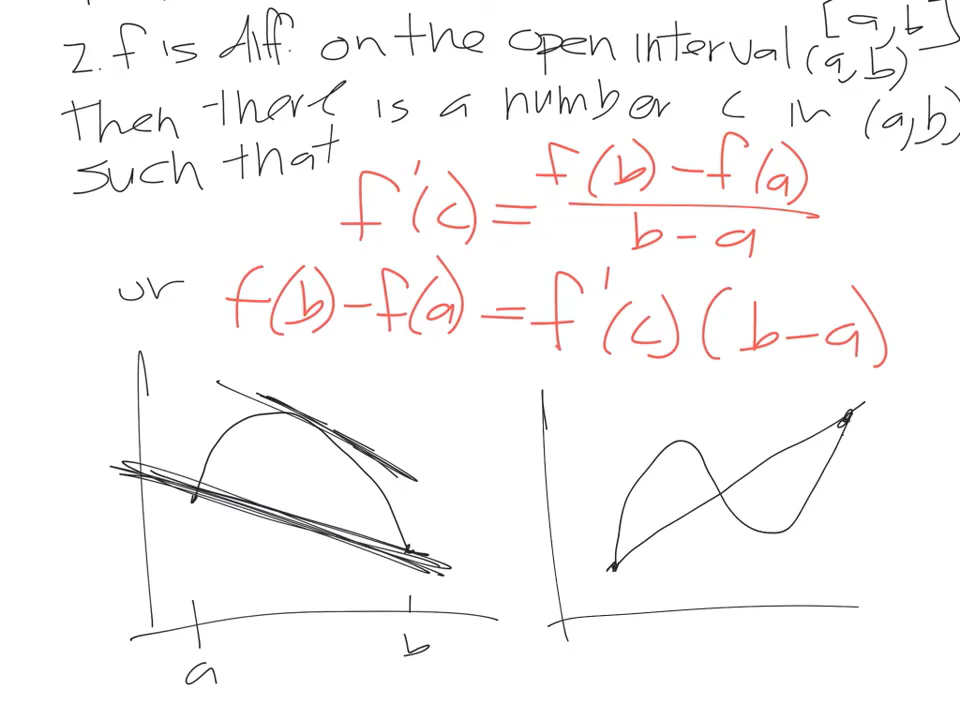 [a,b]
2. f is diff. on the open interval (a,b)
Then there is a number c in (a,b)
such that
f'(c) = f(b) - f(a) / b - a
or f(b) - f(a) = f'(c)(b - a)
a b